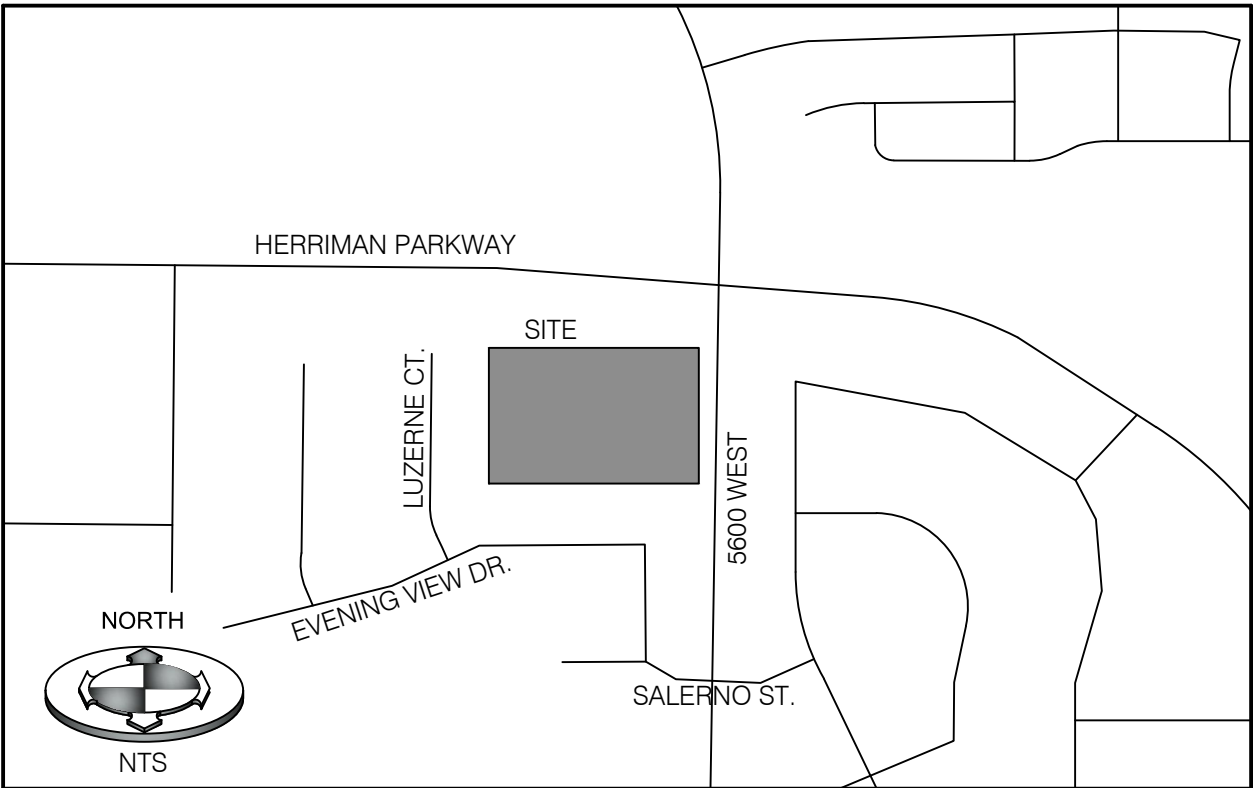 HERRIMAN PARKWAY
SITE
LUZERNE CT.
5600 WEST
EVENING VIEW DR.
NORTH
SALERNO ST.
NTS